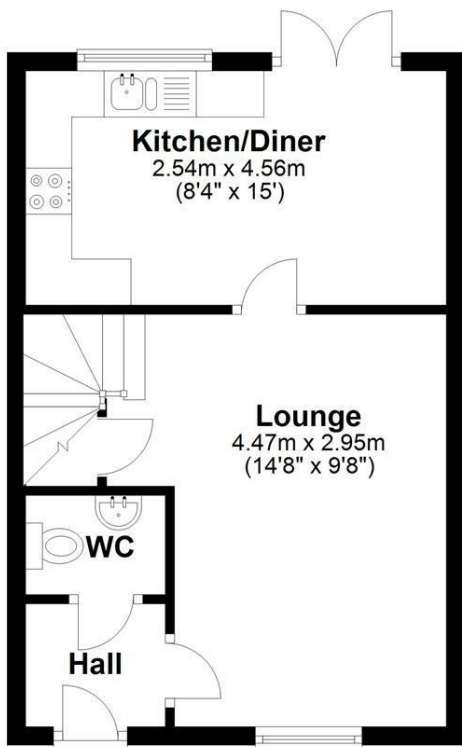 Kitchen/Diner
2.54m x 4.56m
(8'4" x 15')
Lounge
4.47m x 2.95m
(14'8" x 9'8")
WC
Hall